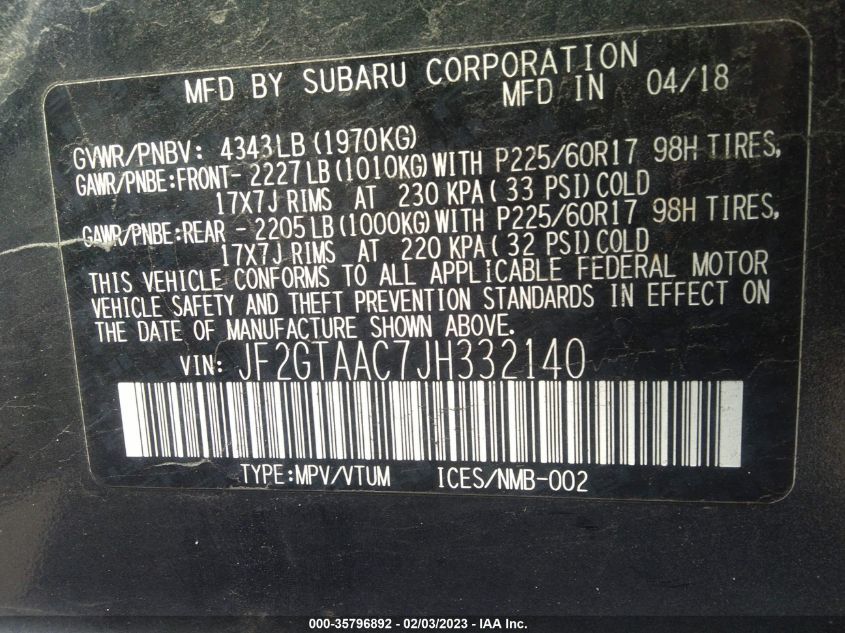 MFD BY SUBARU CORPORATION
MFD IN 04/18
GVWR/PNBV: 4343LB(1970KG)
GAWR/PNBE:FRONT- 2227LB(1010KG)WITH P225/60R17 98H TIRES,
17X7J RIMS AT 230 KPA( 33 PSI)COLD
GAWR/PNBE:REAR - 2205LB(1000KG)WITH P225/60R17 98H TIRES,
17X7J RIMS AT 220 KPA( 32 PSI)COLD
THIS VEHICLE CONFORMS TO ALL APPLICABLE FEDERAL MOTOR
VEHICLE SAFETY AND THEFT PREVENTION STANDARDS IN EFFECT ON
THE DATE OF MANUFACTURE SHOWN ABOVE.
VIN: JF2GTAAC7JH332140
TYPE:MPV/VTUM ICES/NMB-002
000-35796892 — 02/03/2023 — IAA Inc.